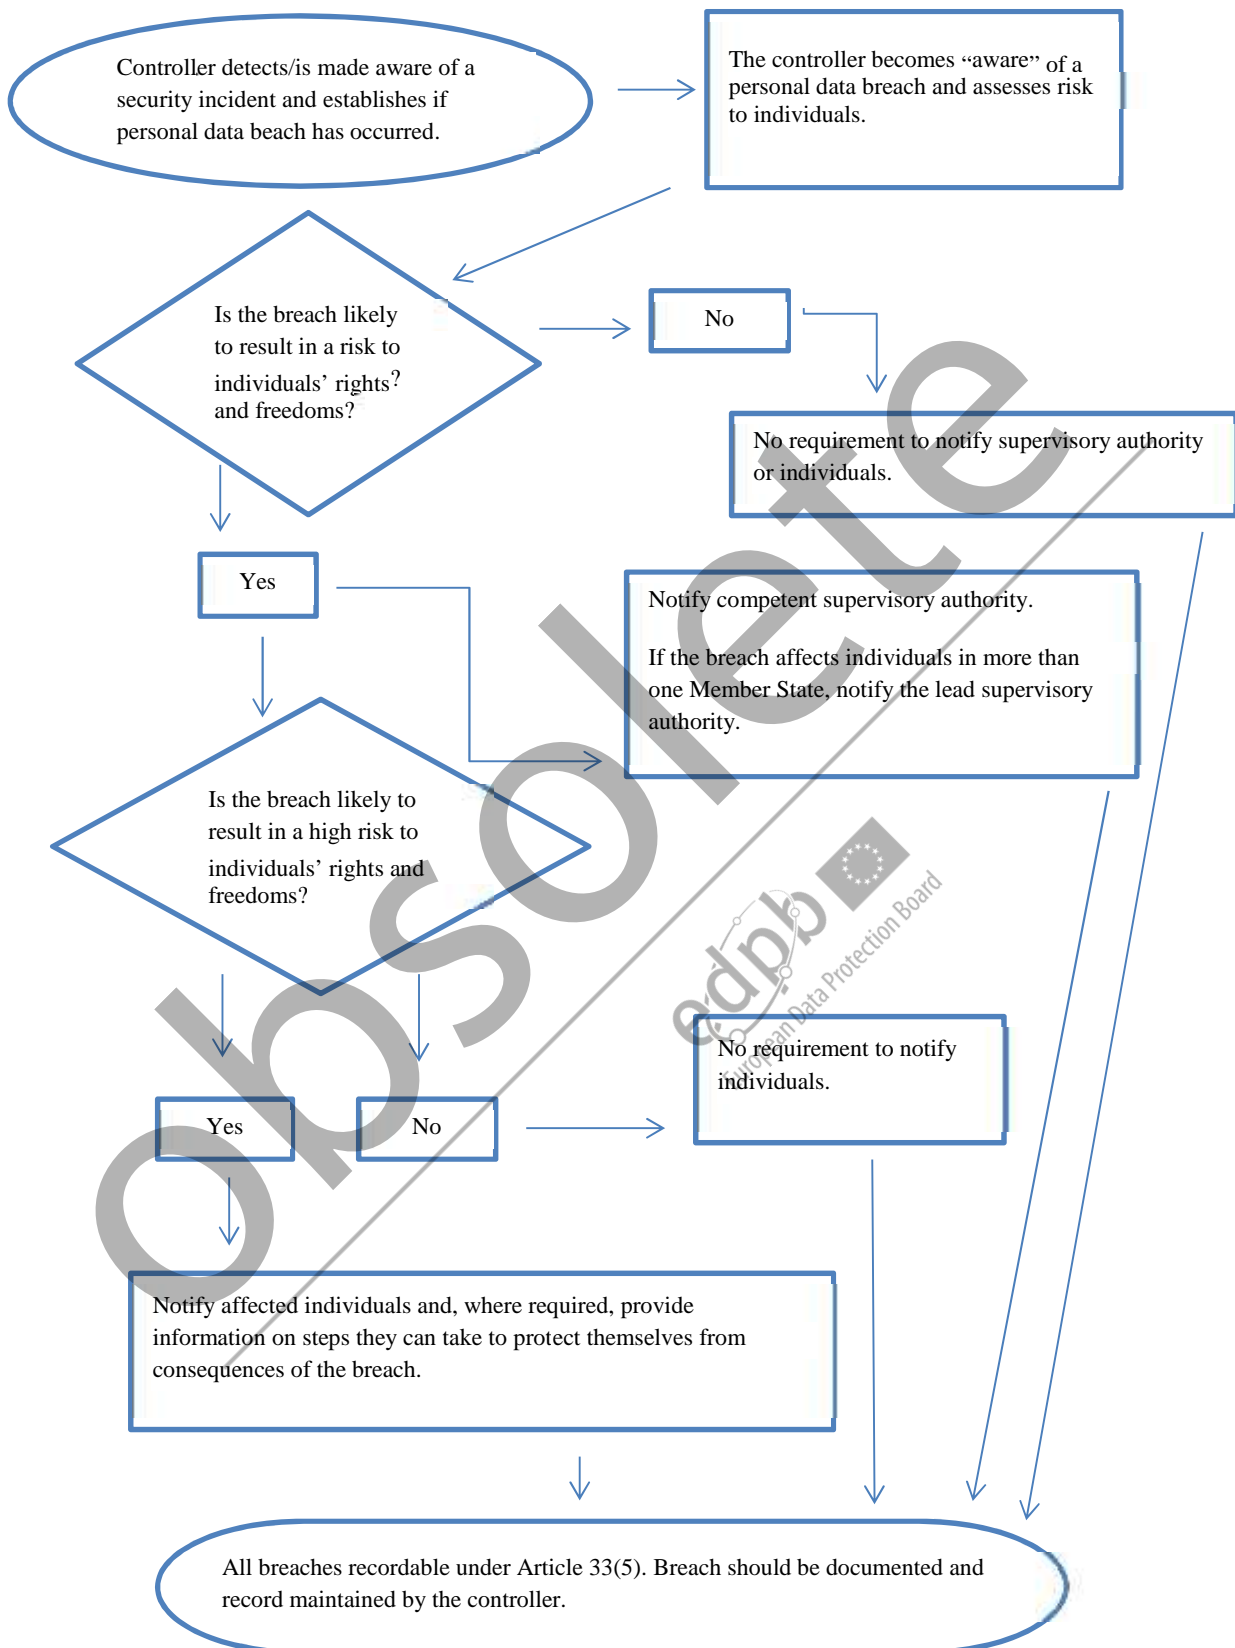 Controller detects/is made aware of a
security incident and establishes if
personal data beach has occurred.
The controller becomes “aware” of a
personal data breach and assesses risk
to individuals.
Is the breach likely
to result in a risk to
individuals’ rights?
and freedoms?
No
No requirement to notify supervisory authority
or individuals.
Yes
Notify competent supervisory authority.
If the breach affects individuals in more than
one Member State, notify the lead supervisory
authority.
Is the breach likely to
result in a high risk to
individuals’ rights and
freedoms?
No requirement to notify
individuals.
Yes
No
Notify affected individuals and, where required, provide
information on steps they can take to protect themselves from
consequences of the breach.
All breaches recordable under Article 33(5). Breach should be documented and
record maintained by the controller.
obsolete
edpb
European Data Protection Board